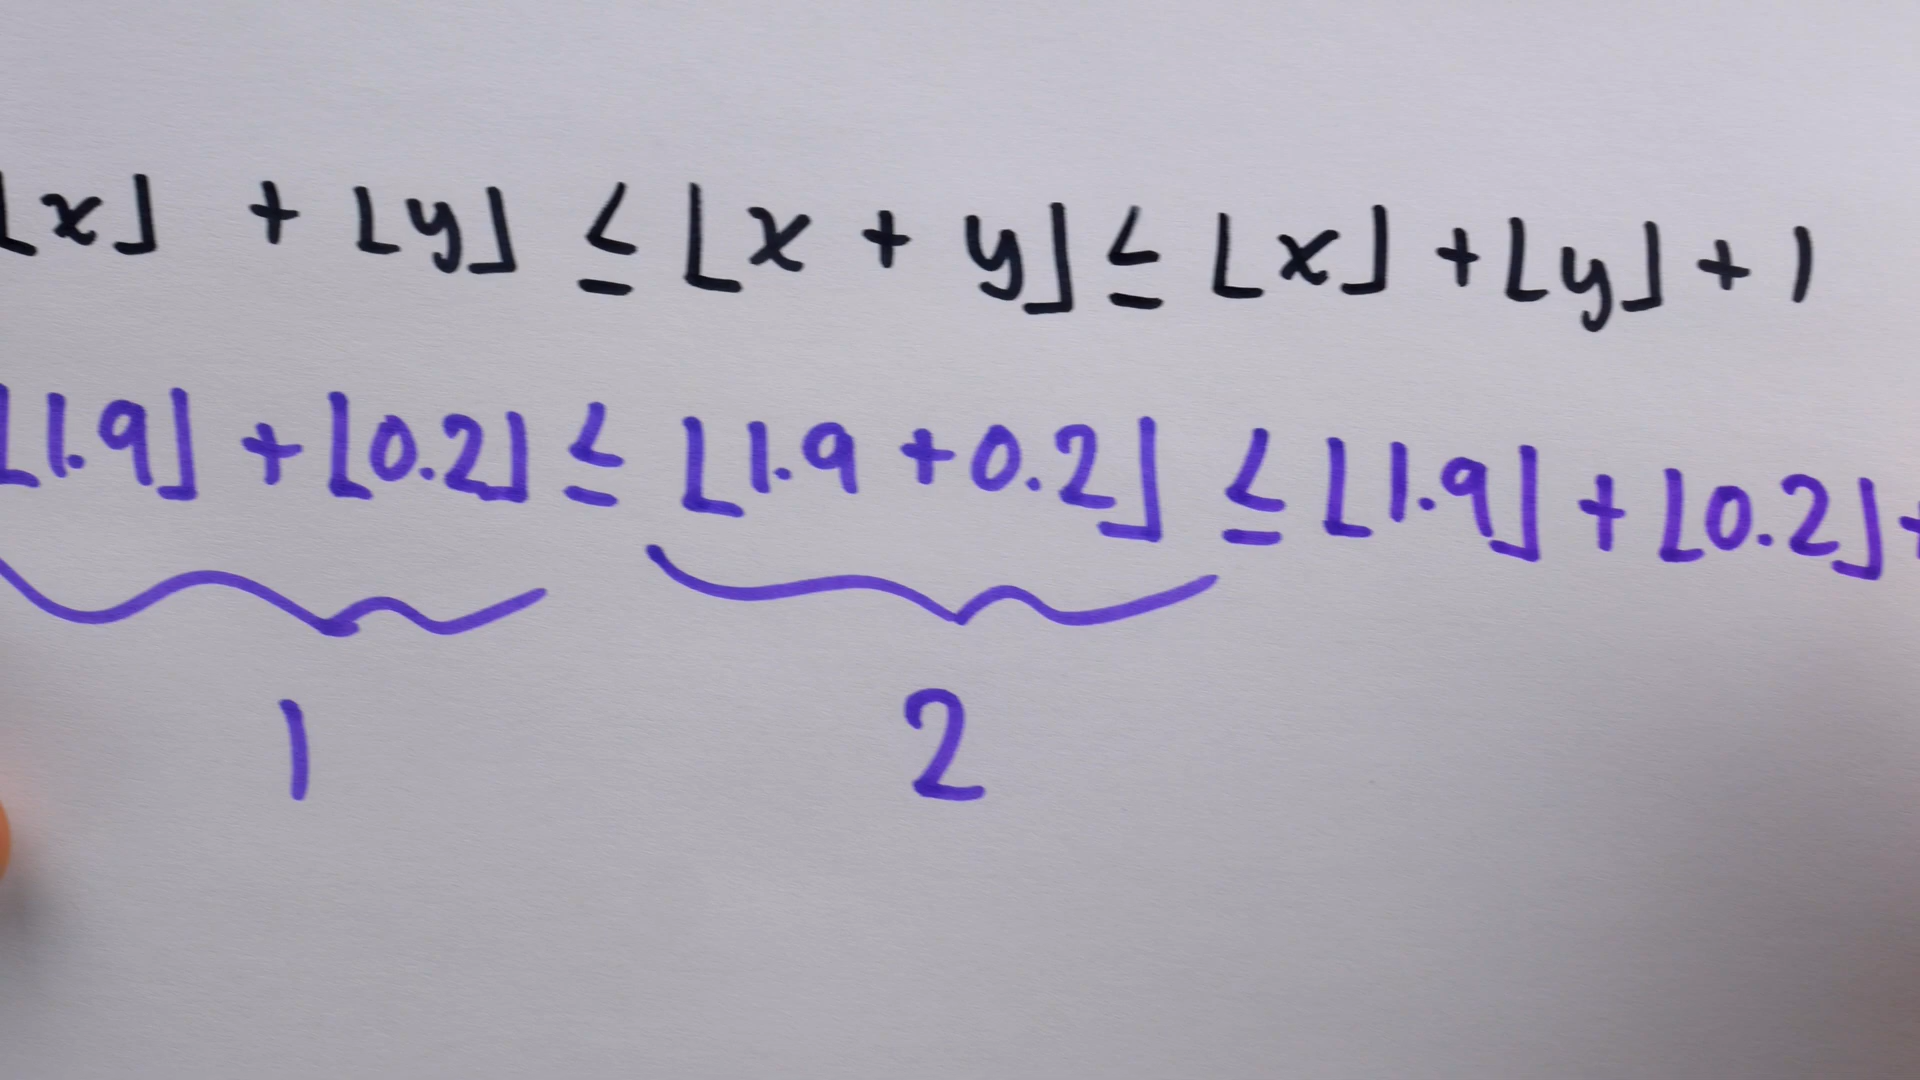 ⌊x⌋ + ⌊y⌋ ≤ ⌊x + y⌋ ≤ ⌊x⌋ + ⌊y⌋ + 1
⌊1.9⌋ + ⌊0.2⌋ ≤ ⌊1.9 + 0.2⌋ ≤ ⌊1.9⌋ + ⌊0.2⌋ +
1 2